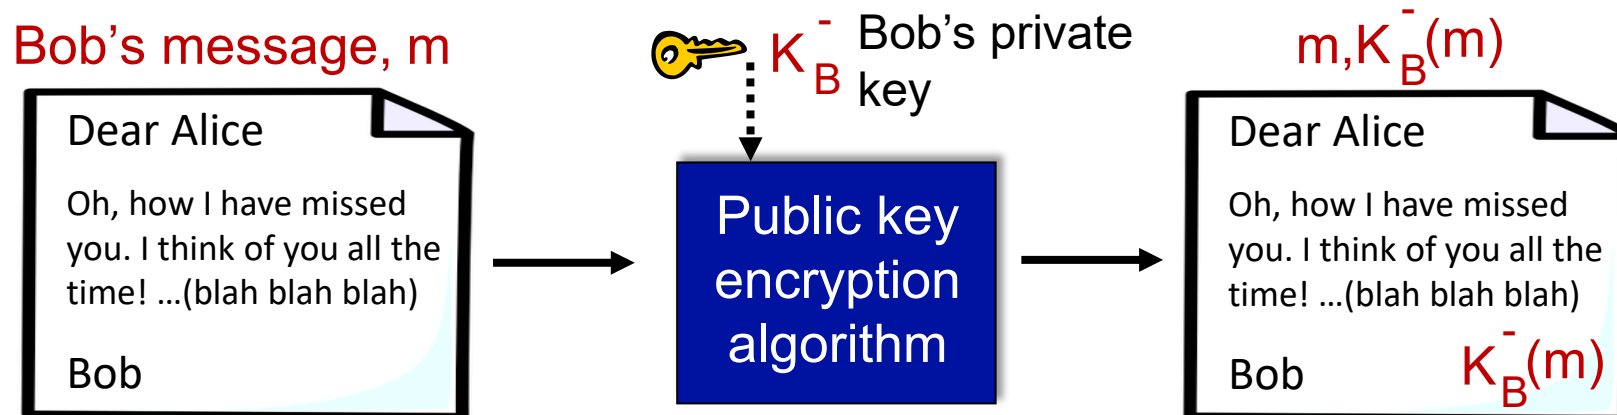 Bob's message, m
Dear Alice
Oh, how I have missed
you. I think of you all the
time! ...(blah blah blah)
Bob
K_B^- Bob's private
key
Public key
encryption
algorithm
m,K_B^-(m)
Dear Alice
Oh, how I have missed
you. I think of you all the
time! ...(blah blah blah)
Bob K_B^-(m)